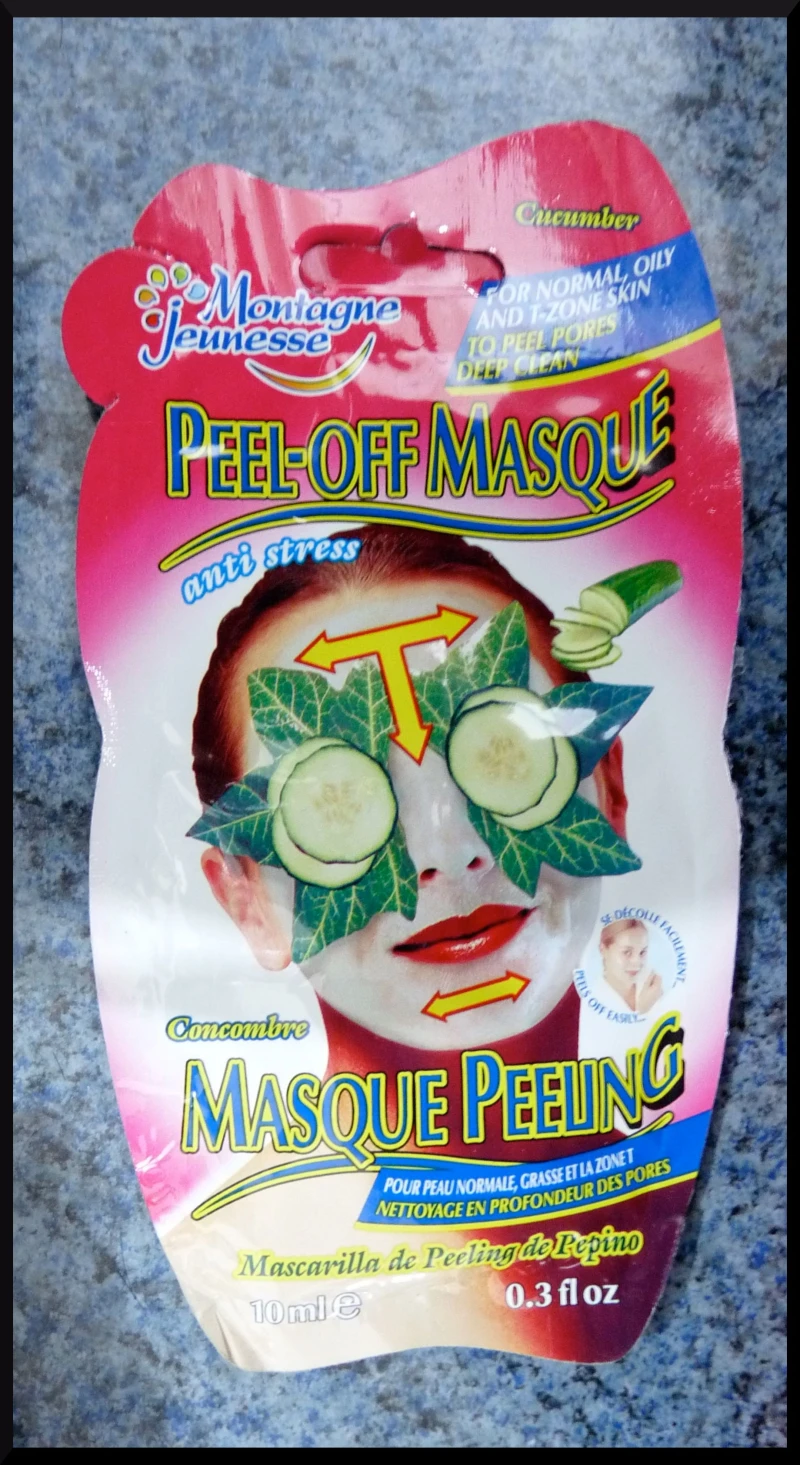 Cucumber
Montagne
Jeunesse
FOR NORMAL, OILY
AND T-ZONE SKIN
TO PEEL PORES
DEEP CLEAN
PEEL-OFF MASQUE
anti stress
SE DÉCOLLE FACILEMENT...
PEELS OFF EASILY...
Concombre
MASQUE PEELING
POUR PEAU NORMALE, GRASSE ET LA ZONE T
NETTOYAGE EN PROFONDEUR DES PORES
Mascarilla de Peeling de Pepino
10 ml e
0.3 fl oz